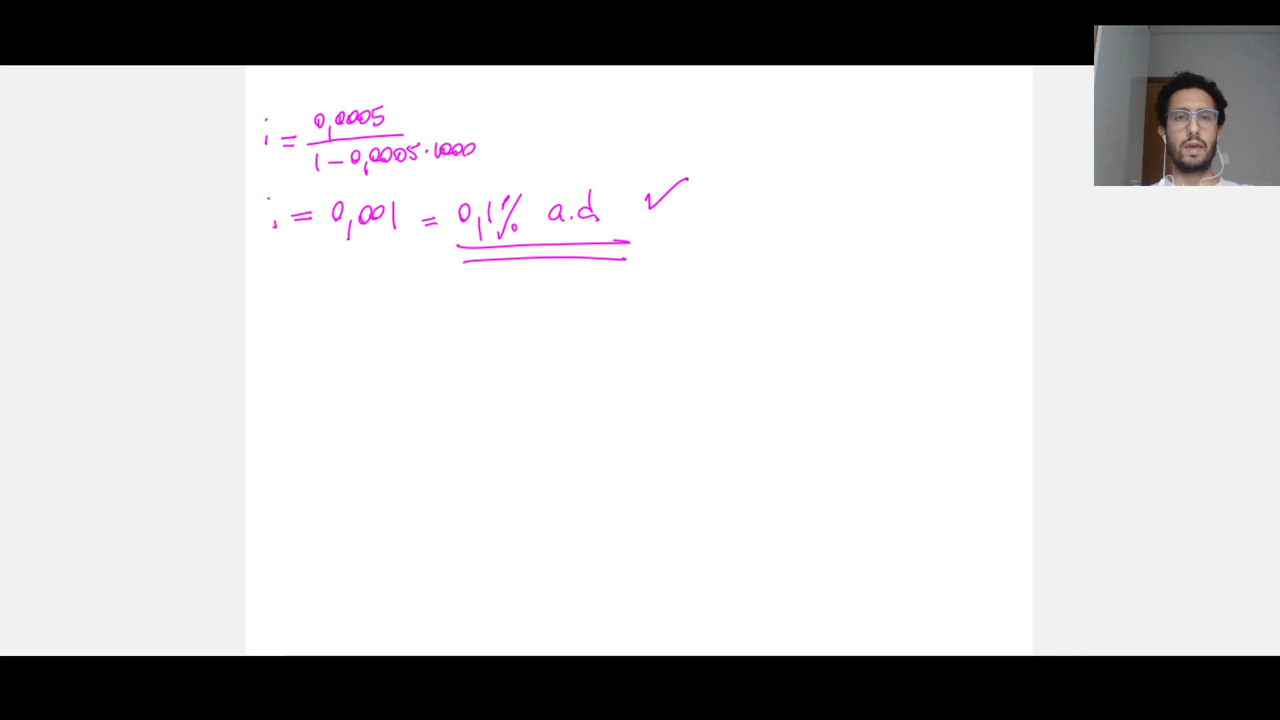 i = 0,0005 / 1 - 0,0005 · 1000
i = 0,001 = 0,1% a.d ✓